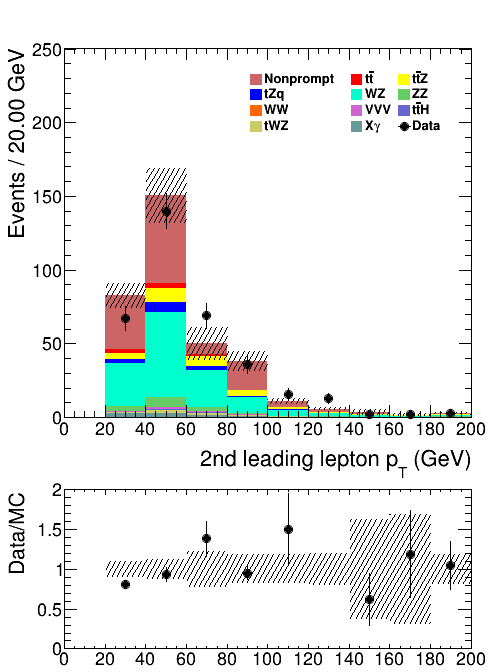 Events / 20.00 GeV
250
200
150
100
50
0
Nonprompt tt̄ tt̄Z
tZq WZ ZZ
WW VVV tt̄H
tWZ Xγ Data
0 20 40 60 80 100 120 140 160 180 200
2nd leading lepton p_T (GeV)
Data/MC
2
1.5
1
0.5
0
0 20 40 60 80 100 120 140 160 180 200